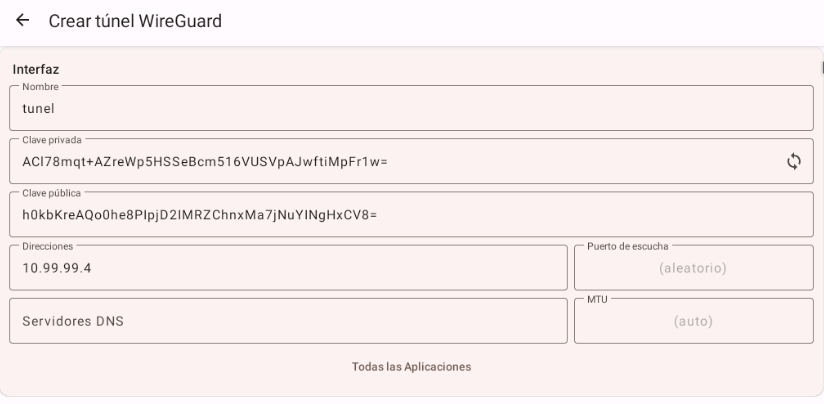 Crear túnel WireGuard
Interfaz
Nombre
tunel
Clave privada
ACl78mqt+AZreWp5HSSeBcm516VUSVpAJwftiMpFr1w=
Clave pública
h0kbKreAQo0he8PIpjD2IMRZChnxMa7jNuYINgHxCV8=
Direcciones
10.99.99.4
Puerto de escucha
(aleatorio)
Servidores DNS
MTU
(auto)
Todas las Aplicaciones